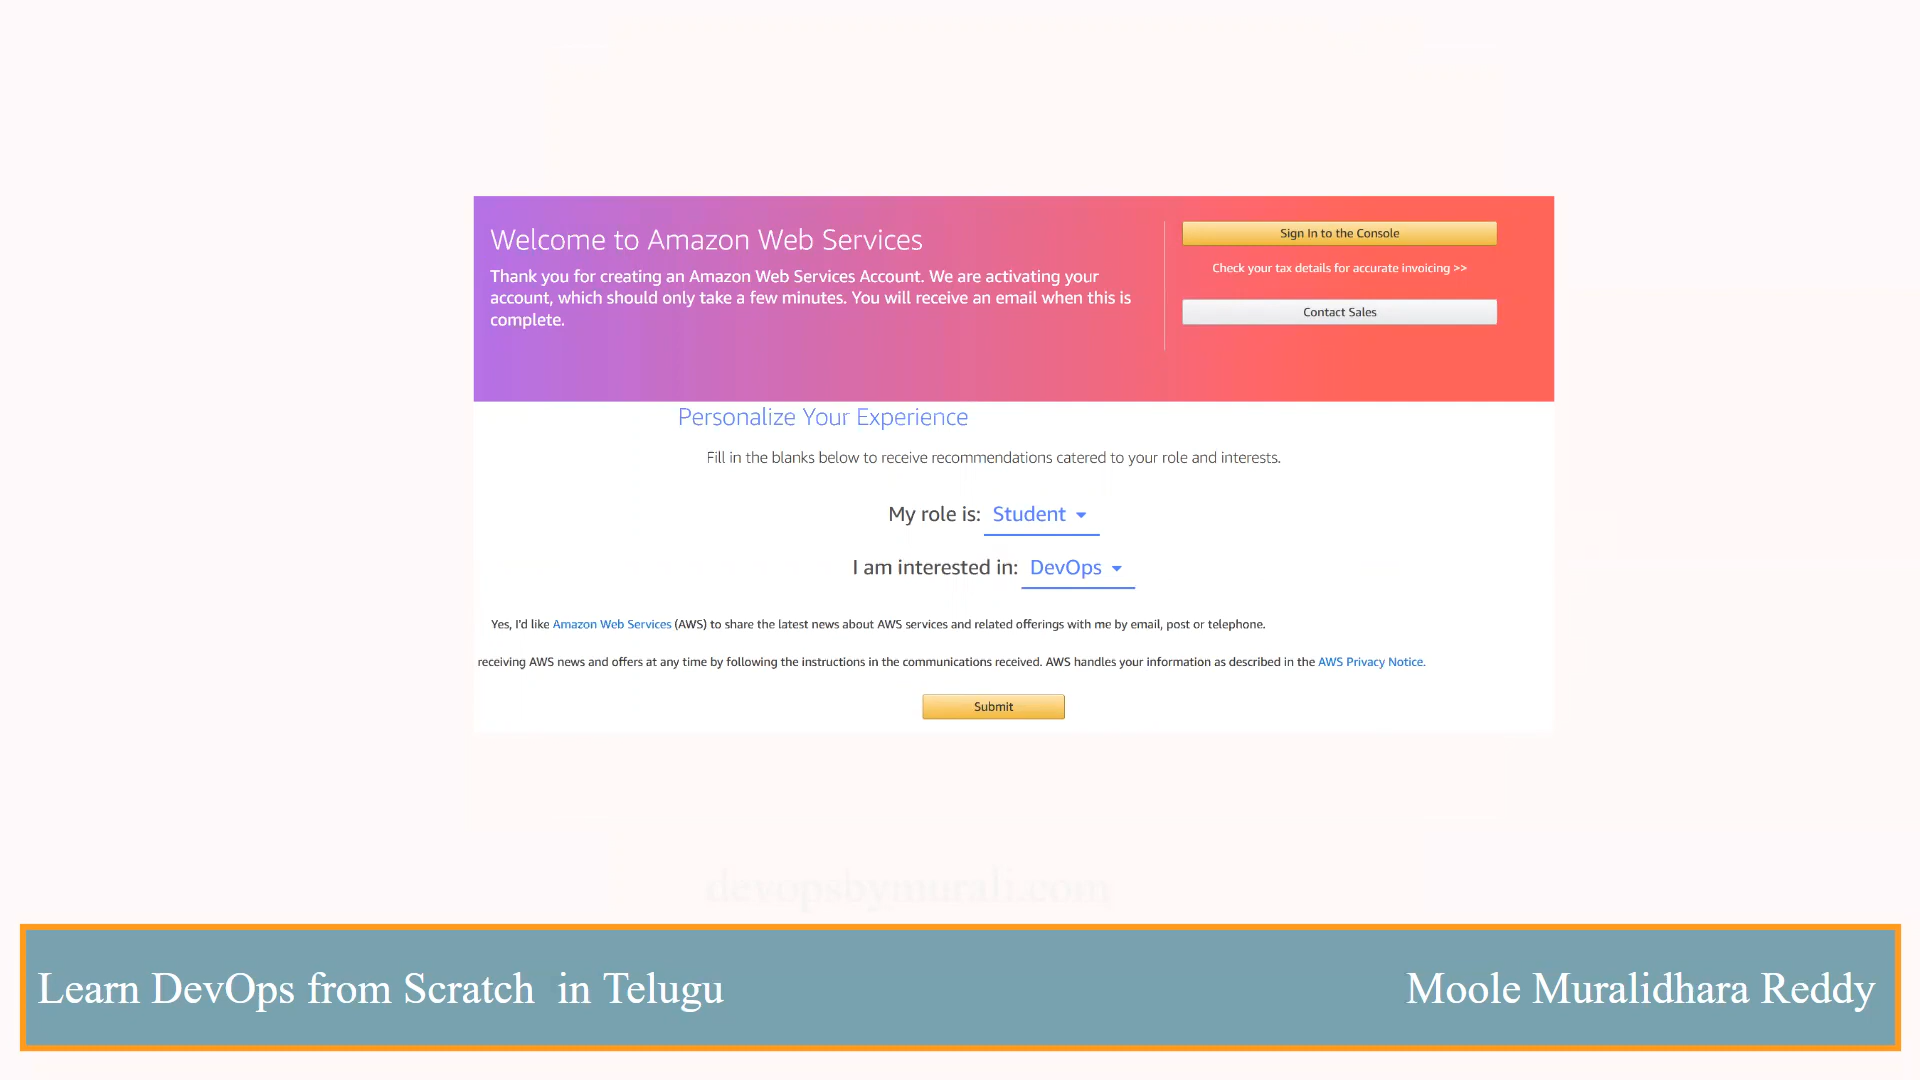 Welcome to Amazon Web Services
Thank you for creating an Amazon Web Services Account. We are activating your
account, which should only take a few minutes. You will receive an email when this is
complete.
Sign In to the Console
Check your tax details for accurate invoicing >>
Contact Sales
Personalize Your Experience
Fill in the blanks below to receive recommendations catered to your role and interests.
My role is: Student
I am interested in: DevOps
Yes, I'd like Amazon Web Services (AWS) to share the latest news about AWS services and related offerings with me by email, post or telephone.
receiving AWS news and offers at any time by following the instructions in the communications received. AWS handles your information as described in the AWS Privacy Notice.
Submit
devopsbymurali.com
Learn DevOps from Scratch in Telugu
Moole Muralidhara Reddy